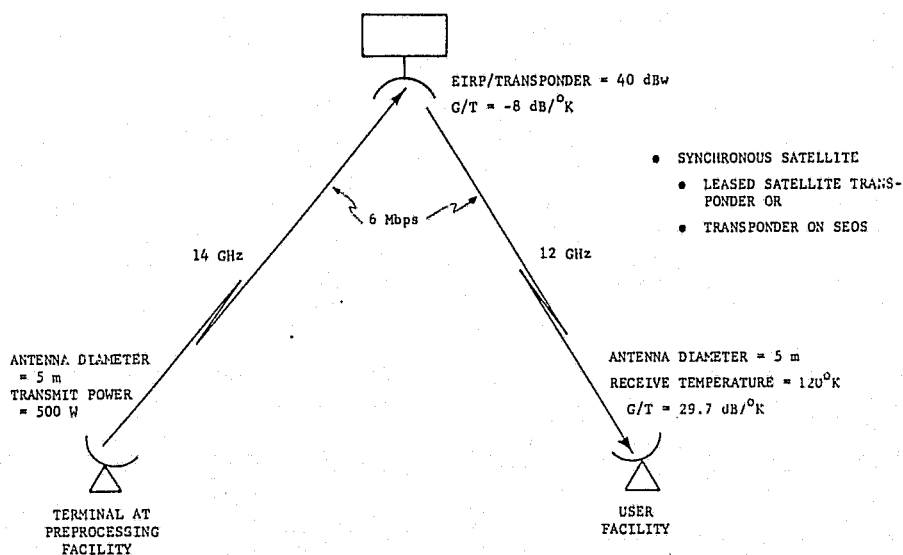 EIRP/TRANSPONDER = 40 dBw
G/T = -8 dB/°K
• SYNCHRONOUS SATELLITE
• LEASED SATELLITE TRANS-
PONDER OR
• TRANSPONDER ON SEOS
6 Mbps
14 GHz
12 GHz
ANTENNA DIAMETER
= 5 m
TRANSMIT POWER
= 500 W
ANTENNA DIAMETER = 5 m
RECEIVE TEMPERATURE = 120°K
G/T = 29.7 dB/°K
TERMINAL AT
PREPROCESSING
FACILITY
USER
FACILITY